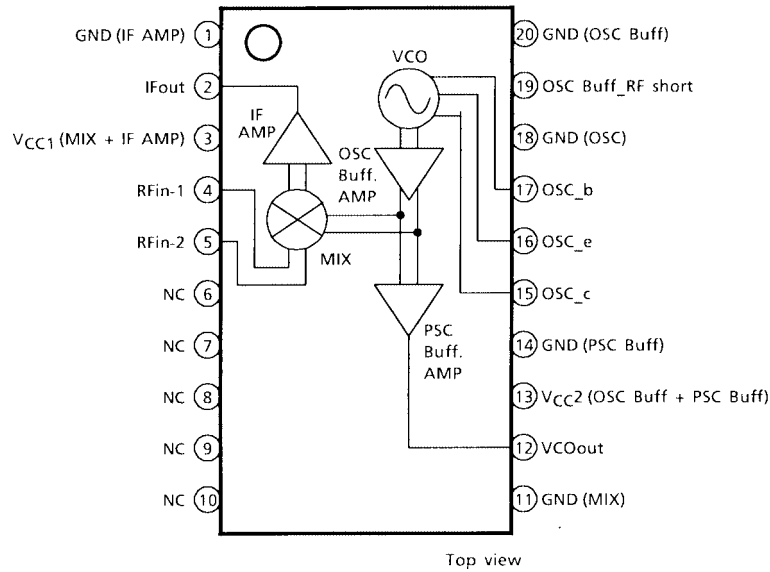 GND (IF AMP) 1
IFout 2
VCC1 (MIX + IF AMP) 3
RFin-1 4
RFin-2 5
NC 6
NC 7
NC 8
NC 9
NC 10
VCO
IF
AMP
OSC
Buff.
AMP
MIX
PSC
Buff.
AMP
20 GND (OSC Buff)
19 OSC Buff_RF short
18 GND (OSC)
17 OSC_b
16 OSC_e
15 OSC_c
14 GND (PSC Buff)
13 VCC2 (OSC Buff + PSC Buff)
12 VCOout
11 GND (MIX)
Top view